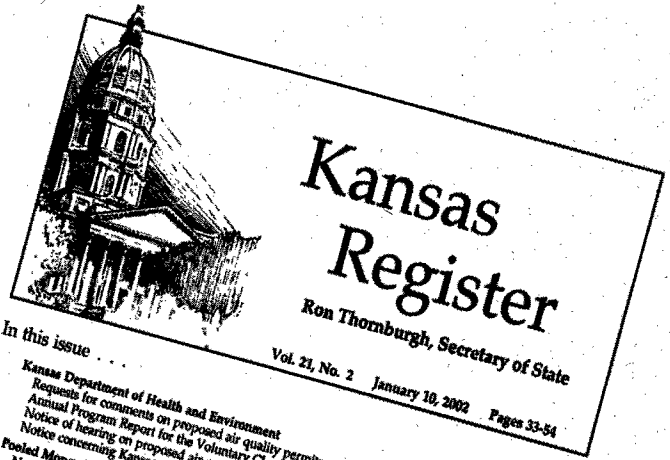 Kansas
Register
Ron Thornburgh, Secretary of State
Vol. 21, No. 2 January 10, 2002 Pages 33-54
In this issue . . .
Kansas Department of Health and Environment
Requests for comments on proposed air quality
Annual Program Report for the Voluntary
Notice of hearing on proposed air
Notice concerning
Pooled